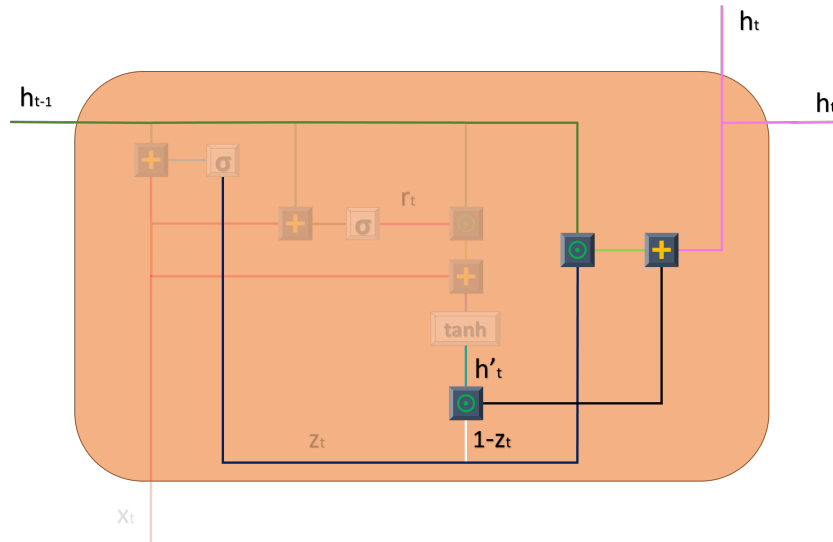 hₜ
hₜ₋₁
hₜ
+
σ
rₜ
+
σ
⊙
⊙
+
+
tanh
h'ₜ
⊙
zₜ
1-zₜ
xₜ